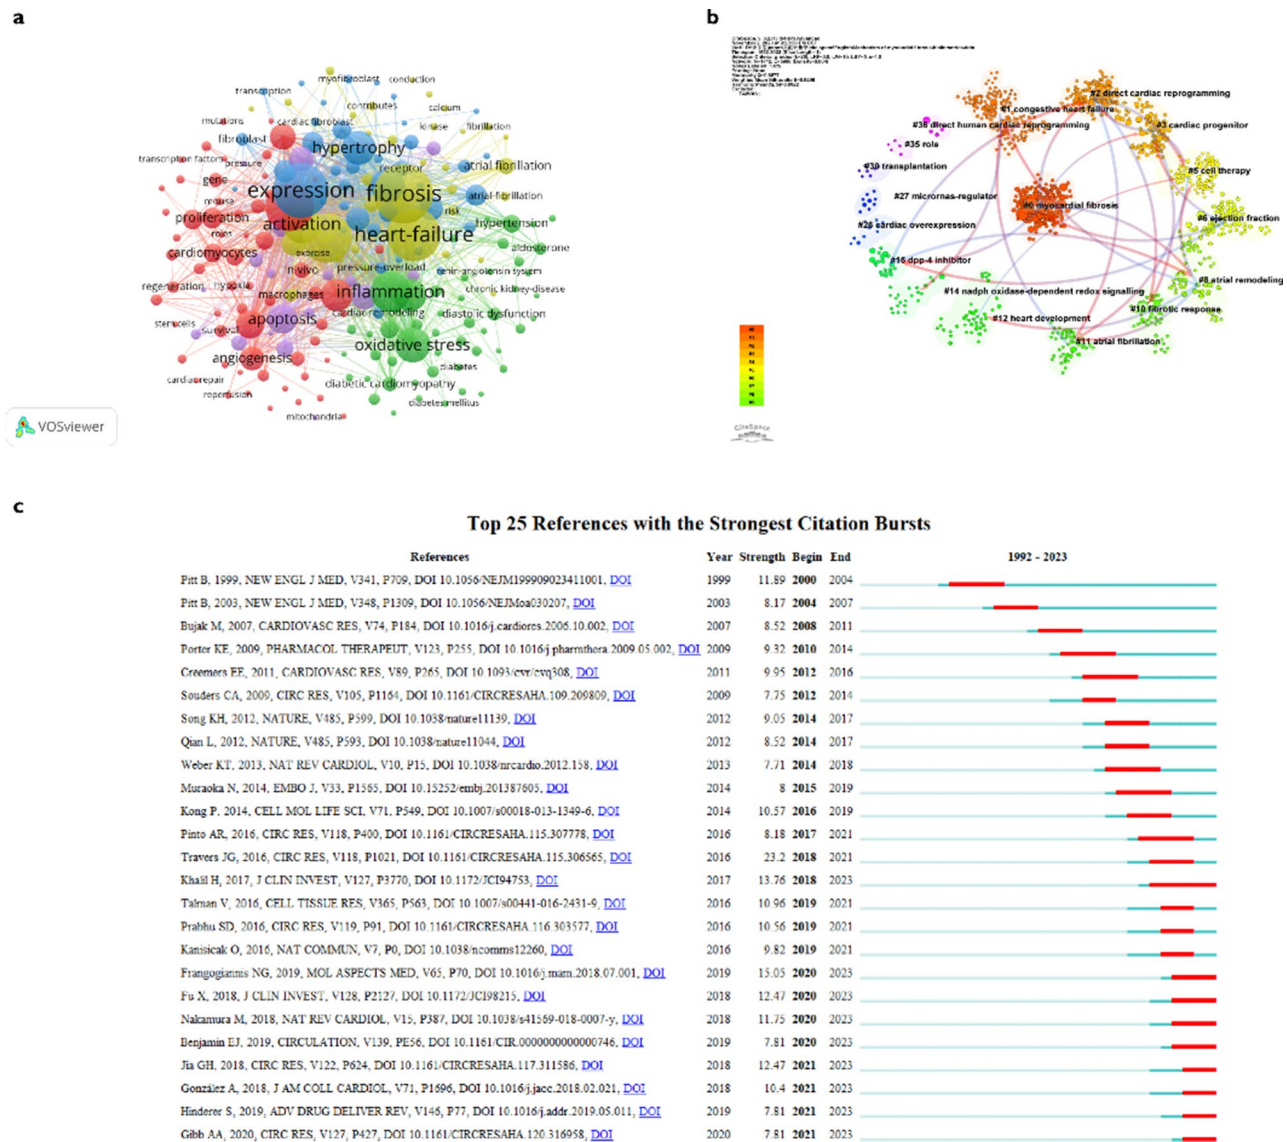 a
myofibroblast
conduction
transcription
contributes
calcium
mutations
cardiac fibroblast
kinase
fibrillation
fibroblast
hypertrophy
transcription factors
pressure
receptor
atrial fibrillation
gene
expression
fibrosis
atrial-fibrillation
mouse
risk
proliferation
activation
hypertension
roles
heart-failure
aldosterone
cardiomyocytes
exercise
in vivo
pressure-overload
renin-angiotensin system
regeneration
hypoxia
macrophages
inflammation
chronic kidney-disease
stem cells
survival
apoptosis
cardiac remodeling
diastolic dysfunction
angiogenesis
oxidative stress
cardiac repair
diabetes
reperfusion
diabetic cardiomyopathy
diabetes mellitus
mitochondria
VOSviewer
b
#2 direct cardiac reprogramming
#1 congestive heart failure
#36 direct human cardiac reprogramming
#3 cardiac progenitor
#35 role
#39 transplantation
#5 cell therapy
#27 micrornas-regulator
#0 myocardial fibrosis
#6 ejection fraction
#26 cardiac overexpression
#15 dpp-4 inhibitor
#8 atrial remodeling
#14 nadph oxidase-dependent redox signalling
#10 fibrotic response
#12 heart development
#11 atrial fibrillation
CiteSpace
c
Top 25 References with the Strongest Citation Bursts
References Year Strength Begin End 1992 - 2023
Pitt B, 1999, NEW ENGL J MED, V341, P709, DOI 10.1056/NEJM199909023411001, DOI 1999 11.89 2000 2004
Pitt B, 2003, NEW ENGL J MED, V348, P1309, DOI 10.1056/NEJMoa030207, DOI 2003 8.17 2004 2007
Bujak M, 2007, CARDIOVASC RES, V74, P184, DOI 10.1016/j.cardiores.2006.10.002, DOI 2007 8.52 2008 2011
Porter KE, 2009, PHARMACOL THERAPEUT, V123, P255, DOI 10.1016/j.pharmthera.2009.05.002, DOI 2009 9.32 2010 2014
Creemers EE, 2011, CARDIOVASC RES, V89, P265, DOI 10.1093/cvr/cvq308, DOI 2011 9.95 2012 2016
Souders CA, 2009, CIRC RES, V105, P1164, DOI 10.1161/CIRCRESAHA.109.209809, DOI 2009 7.75 2012 2014
Song KH, 2012, NATURE, V485, P599, DOI 10.1038/nature11139, DOI 2012 9.05 2014 2017
Qian L, 2012, NATURE, V485, P593, DOI 10.1038/nature11044, DOI 2012 8.52 2014 2017
Weber KT, 2013, NAT REV CARDIOL, V10, P15, DOI 10.1038/nrcardio.2012.158, DOI 2013 7.71 2014 2018
Muraoka N, 2014, EMBO J, V33, P1565, DOI 10.15252/embj.201387605, DOI 2014 8 2015 2019
Kong P, 2014, CELL MOL LIFE SCI, V71, P549, DOI 10.1007/s00018-013-1349-6, DOI 2014 10.57 2016 2019
Pinto AR, 2016, CIRC RES, V118, P400, DOI 10.1161/CIRCRESAHA.115.307778, DOI 2016 8.18 2017 2021
Travers JG, 2016, CIRC RES, V118, P1021, DOI 10.1161/CIRCRESAHA.115.306565, DOI 2016 23.2 2018 2021
Khalil H, 2017, J CLIN INVEST, V127, P3770, DOI 10.1172/JCI94753, DOI 2017 13.76 2018 2023
Talman V, 2016, CELL TISSUE RES, V365, P563, DOI 10.1007/s00441-016-2431-9, DOI 2016 10.96 2019 2021
Prabhu SD, 2016, CIRC RES, V119, P91, DOI 10.1161/CIRCRESAHA.116.303577, DOI 2016 10.56 2019 2021
Kanisicak O, 2016, NAT COMMUN, V7, P0, DOI 10.1038/ncomms12260, DOI 2016 9.82 2019 2021
Frangogiannis NG, 2019, MOL ASPECTS MED, V65, P70, DOI 10.1016/j.mam.2018.07.001, DOI 2019 15.05 2020 2023
Fu X, 2018, J CLIN INVEST, V128, P2127, DOI 10.1172/JCI98215, DOI 2018 12.47 2020 2023
Nakamura M, 2018, NAT REV CARDIOL, V15, P387, DOI 10.1038/s41569-018-0007-y, DOI 2018 11.75 2020 2023
Benjamin EJ, 2019, CIRCULATION, V139, PE56, DOI 10.1161/CIR.0000000000000746, DOI 2019 7.81 2020 2023
Jia GH, 2018, CIRC RES, V122, P624, DOI 10.1161/CIRCRESAHA.117.311586, DOI 2018 12.47 2021 2023
González A, 2018, J AM COLL CARDIOL, V71, P1696, DOI 10.1016/j.jacc.2018.02.021, DOI 2018 10.4 2021 2023
Hinderer S, 2019, ADV DRUG DELIVER REV, V146, P77, DOI 10.1016/j.addr.2019.05.011, DOI 2019 7.81 2021 2023
Gibb AA, 2020, CIRC RES, V127, P427, DOI 10.1161/CIRCRESAHA.120.316958, DOI 2020 7.81 2021 2023